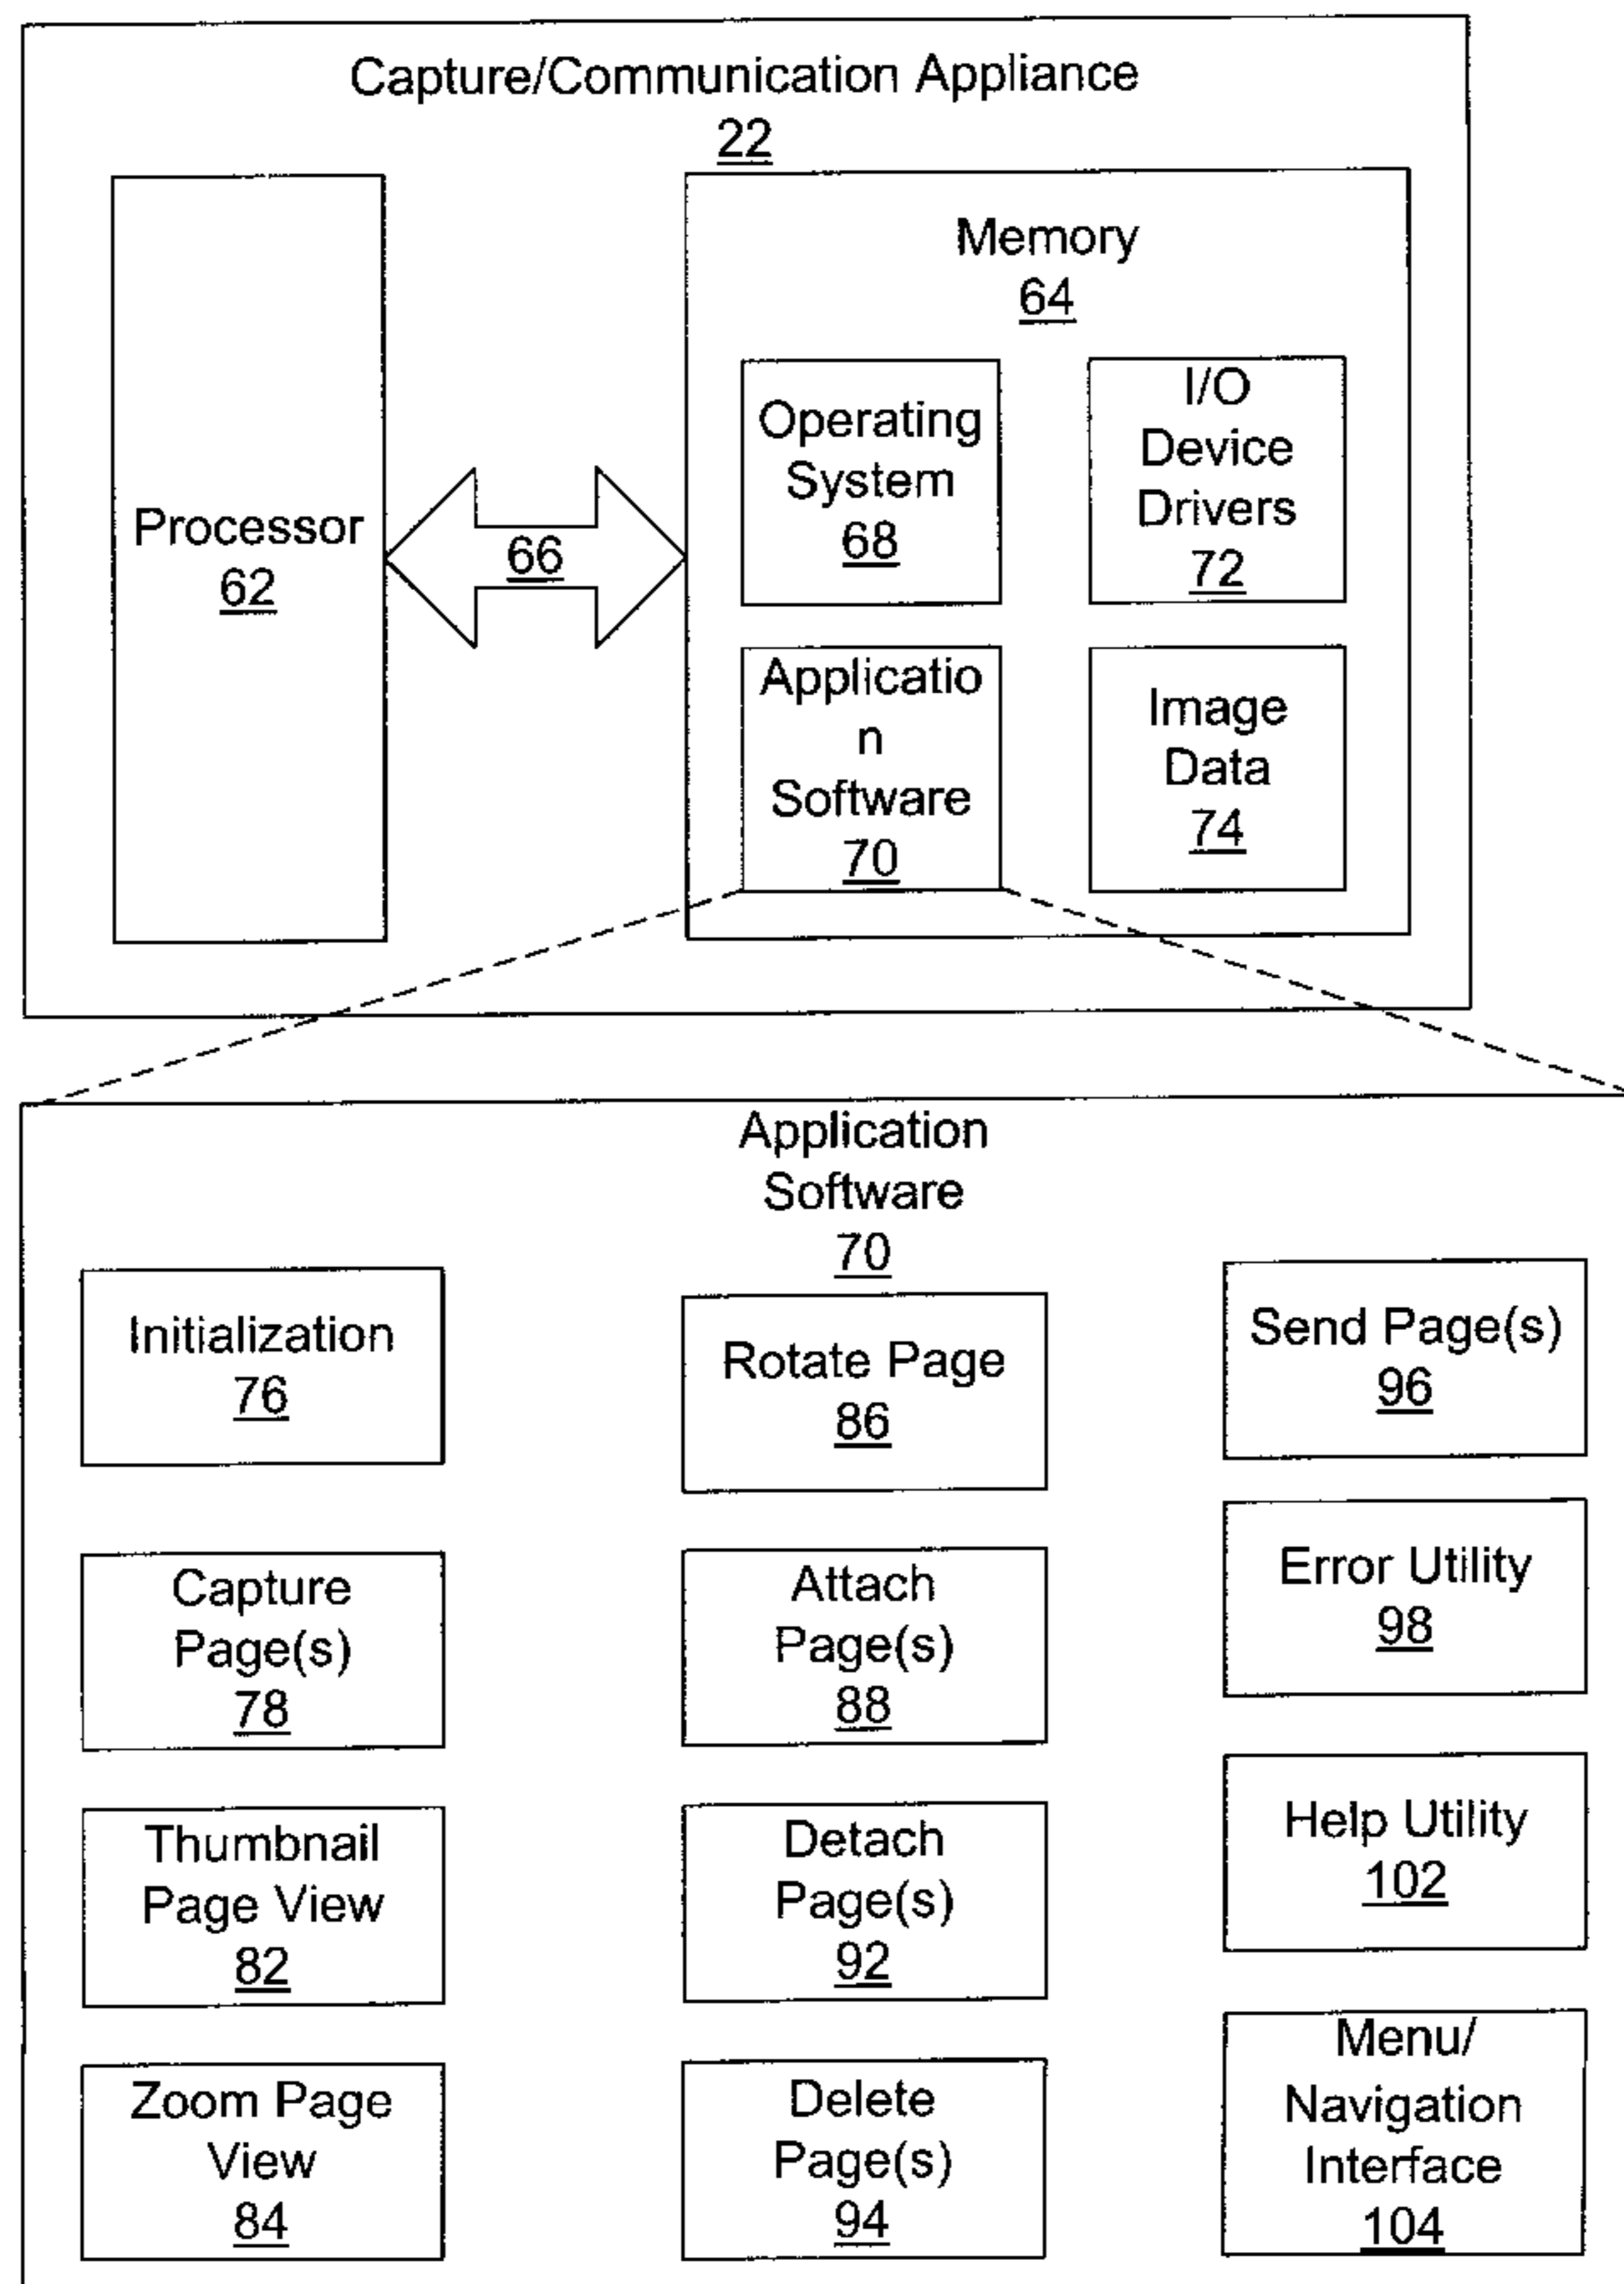 Capture/Communication Appliance
22
Processor
62
66
Memory
64
Operating
System
68
I/O
Device
Drivers
72
Applicatio
n
Software
70
Image
Data
74
Application
Software
70
Initialization
76
Capture
Page(s)
78
Thumbnail
Page View
82
Zoom Page
View
84
Rotate Page
86
Attach
Page(s)
88
Detach
Page(s)
92
Delete
Page(s)
94
Send Page(s)
96
Error Utility
98
Help Utility
102
Menu/
Navigation
Interface
104